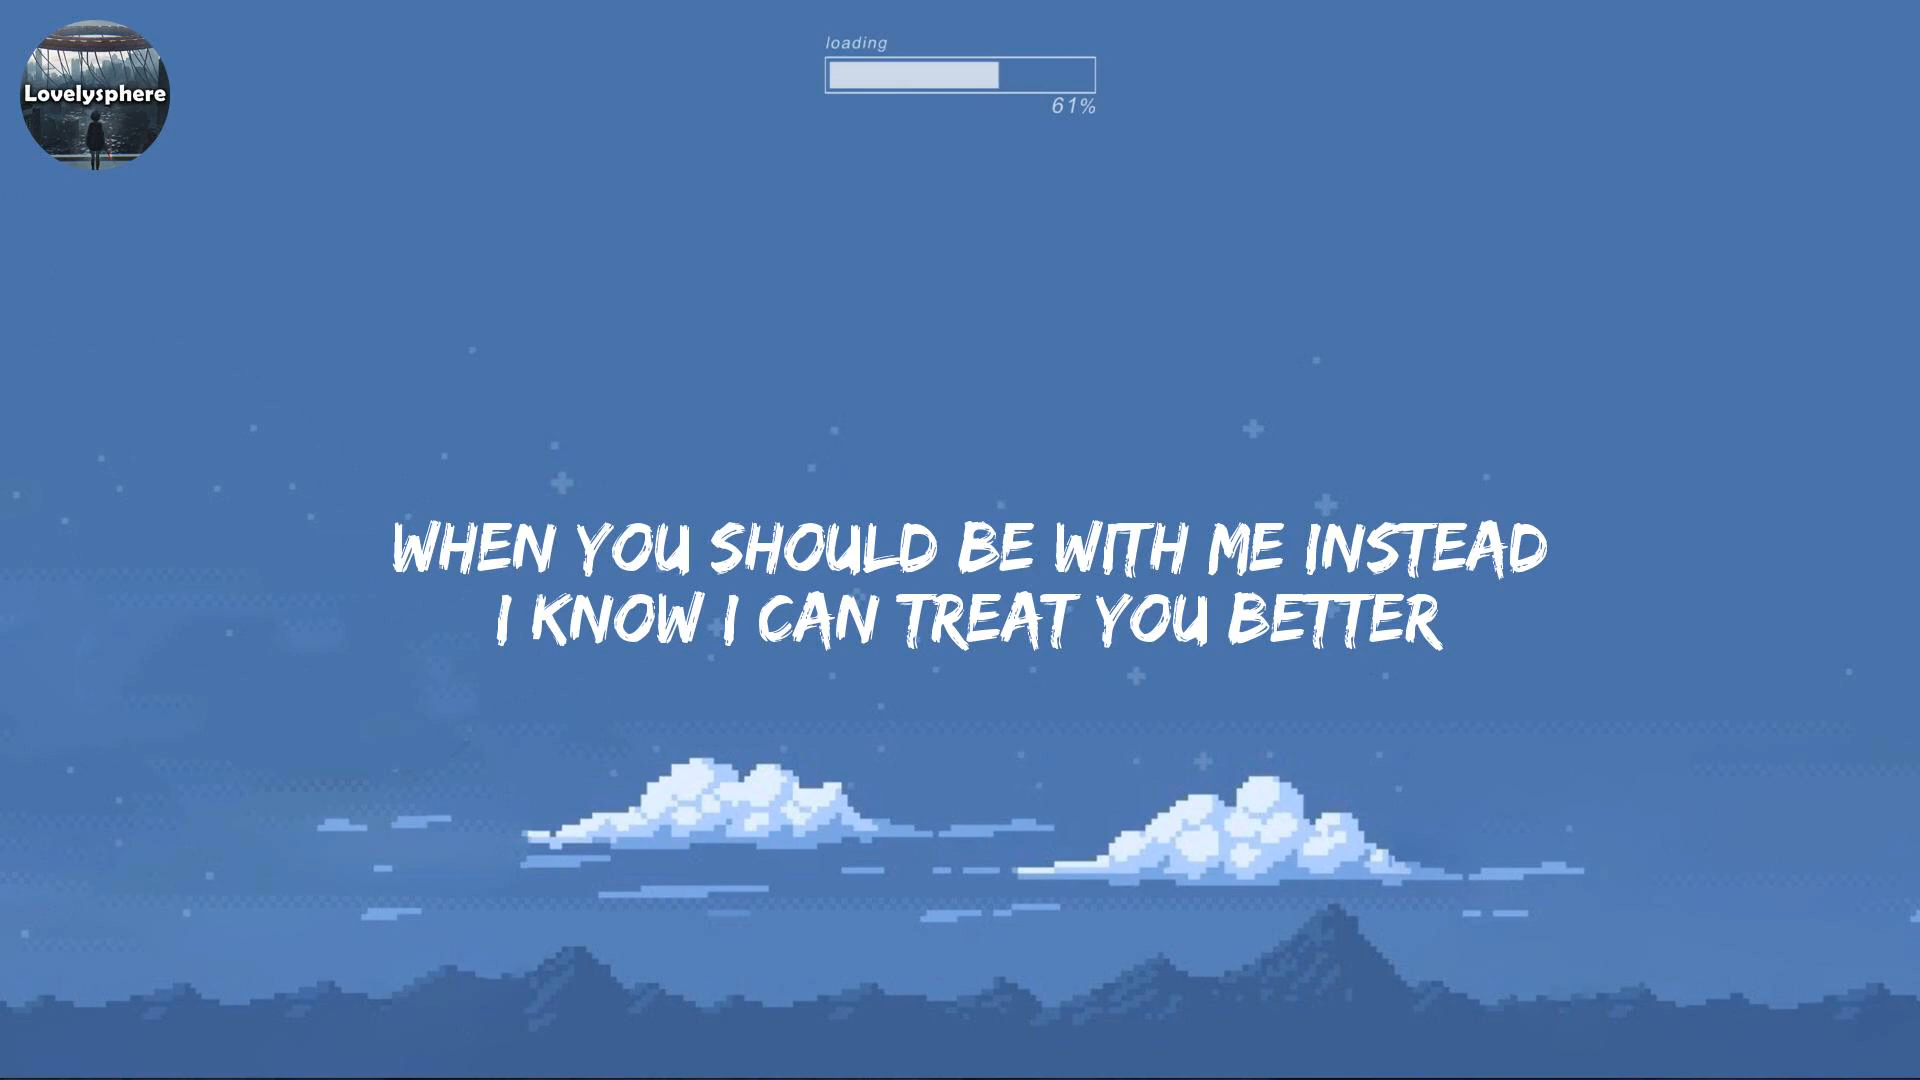 Lovelysphere
loading
61%
WHEN YOU SHOULD BE WITH ME INSTEAD
I KNOW I CAN TREAT YOU BETTER